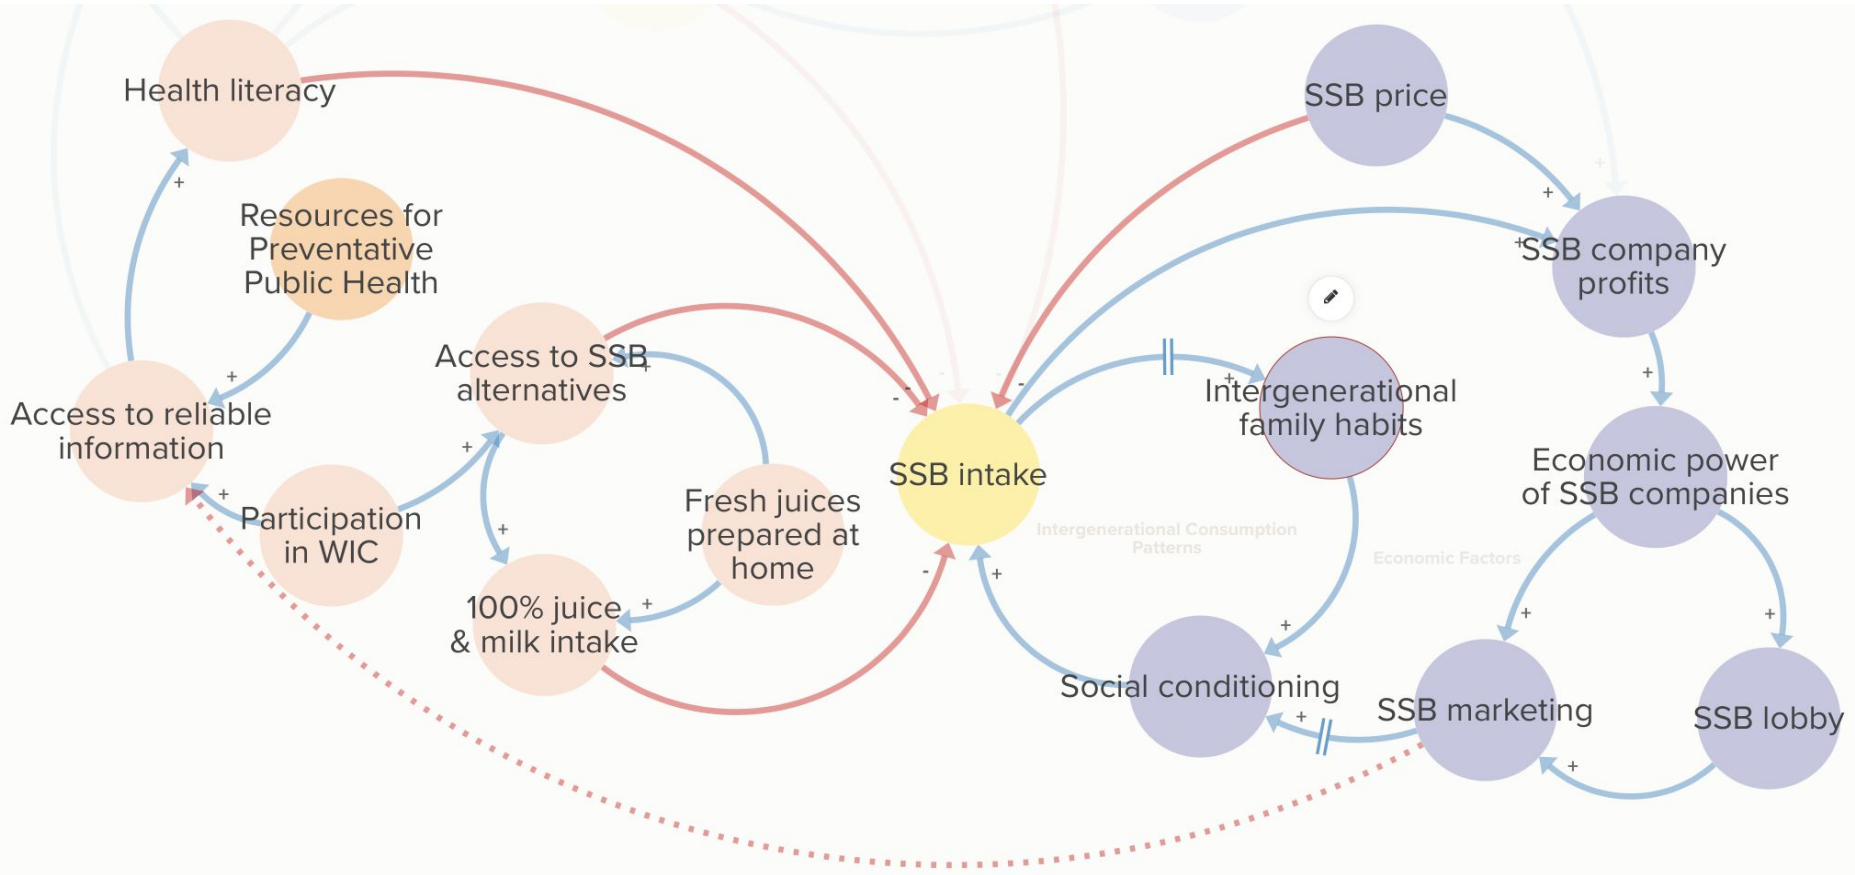 Health literacy
Resources for
Preventative
Public Health
Access to reliable
information
Participation
in WIC
Access to SSB
alternatives
Fresh juices
prepared at
home
100% juice
& milk intake
SSB intake
SSB price
SSB company
profits
Intergenerational
family habits
Economic power
of SSB companies
Intergenerational Consumption
Patterns
Economic Factors
Social conditioning
SSB marketing
SSB lobby
+
+
+
+
+
+
+
-
-
-
-
+
+
+
+
+
+
+
+
+
+
+
-
-